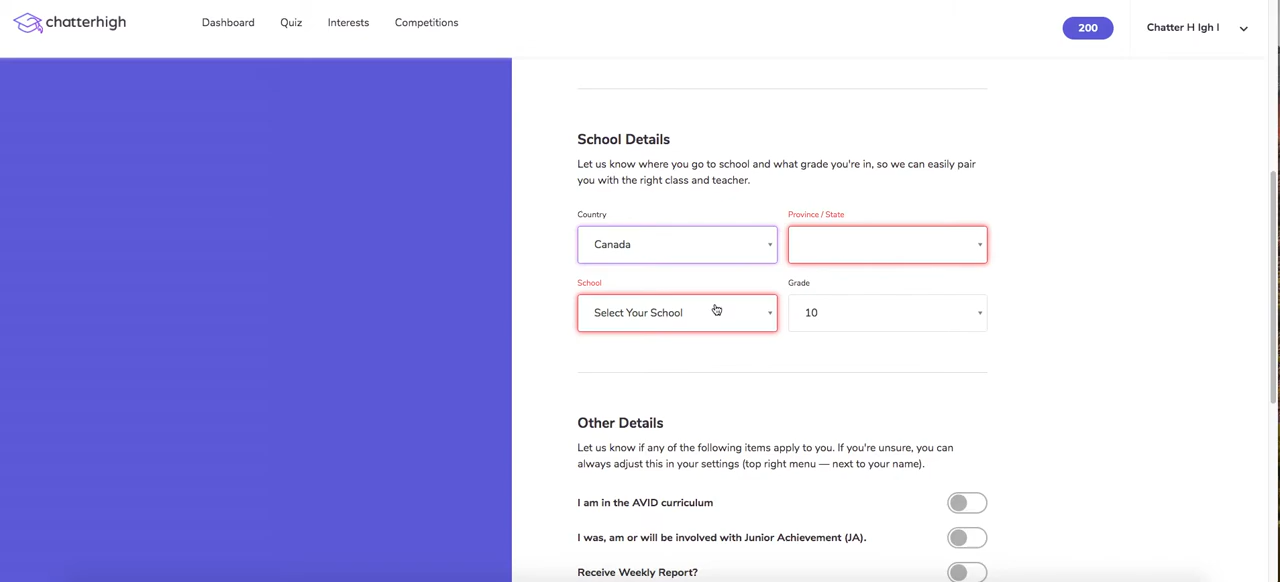 chatterhigh
Dashboard Quiz Interests Competitions
200
Chatter H Igh I
School Details
Let us know where you go to school and what grade you're in, so we can easily pair
you with the right class and teacher.
Country
Province / State
Canada
School
Grade
Select Your School
10
Other Details
Let us know if any of the following items apply to you. If you're unsure, you can
always adjust this in your settings (top right menu — next to your name).
I am in the AVID curriculum
I was, am or will be involved with Junior Achievement (JA).
Receive Weekly Report?